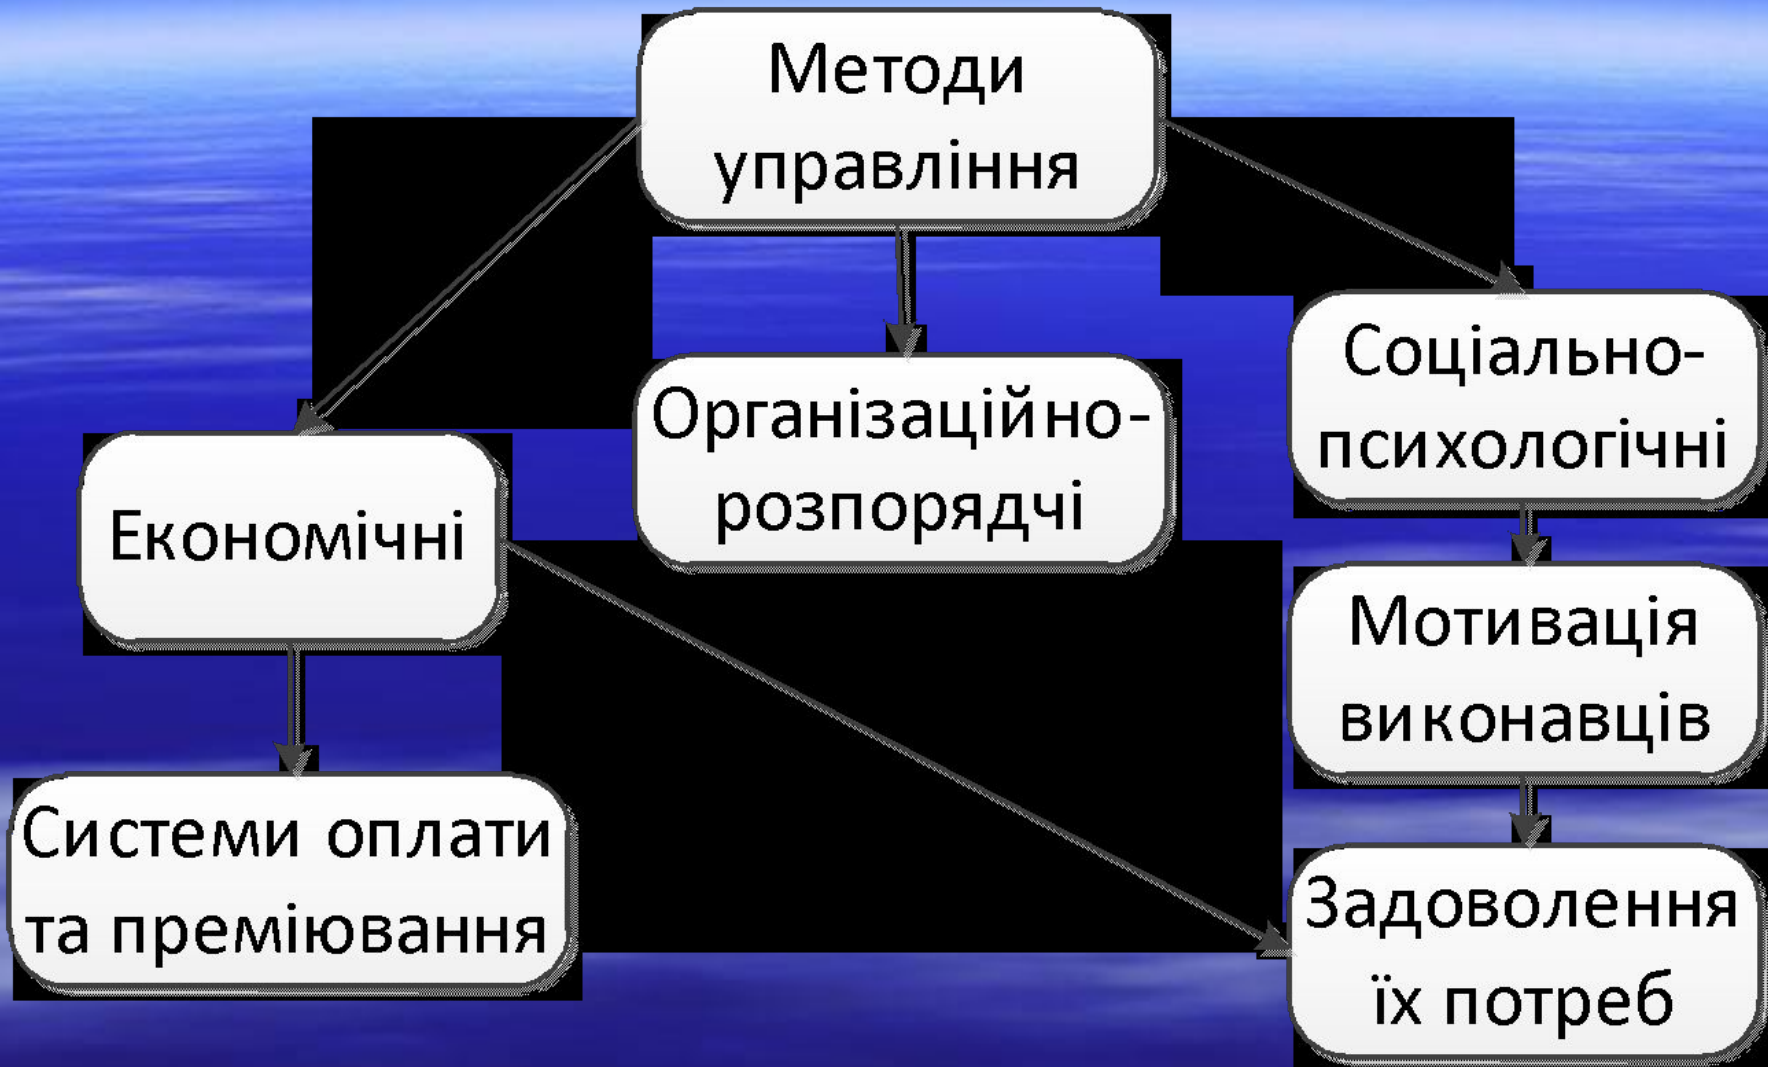 Методи
управління
Організаційно-
розпорядчі
Соціально-
психологічні
Економічні
Мотивація
виконавців
Системи оплати
та преміювання
Задоволення
їх потреб